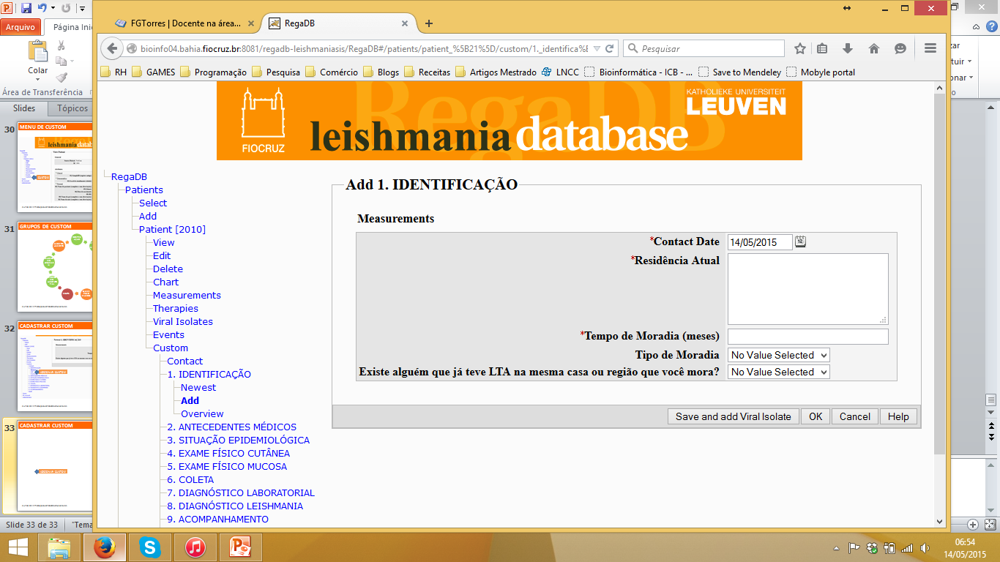 FGTorres | Docente na área...
RegaDB
Arquivo
Página Inic
bioinfo04.bahia.fiocruz.br:8081/regadb-leishmaniasis/RegaDB#/patients/patient_%5B21%5D/custom/1._identifica%
Pesquisar
Colar
RH
GAMES
Programação
Pesquisa
Comércio
Blogs
Receitas
Artigos Mestrado
LNCC
Bioinformática - ICB - ...
Save to Mendeley
Mobyle portal
Área de Transferência
Slides
Tópicos
FIOCRUZ
leishmania database
KATHOLIEKE UNIVERSITEIT
LEUVEN
30
MENU DE CUSTOM
31
GRUPOS DE CUSTOM
32
CADASTRAR CUSTOM
33
CADASTRAR CUSTOM
RegaDB
Patients
Select
Add
Patient [2010]
View
Edit
Delete
Chart
Measurements
Therapies
Viral Isolates
Events
Custom
Contact
1. IDENTIFICAÇÃO
Newest
Add
Overview
2. ANTECEDENTES MÉDICOS
3. SITUAÇÃO EPIDEMIOLÓGICA
4. EXAME FÍSICO CUTÂNEA
5. EXAME FÍSICO MUCOSA
6. COLETA
7. DIAGNÓSTICO LABORATORIAL
8. DIAGNÓSTICO LEISHMANIA
9. ACOMPANHAMENTO
Add 1. IDENTIFICAÇÃO
Measurements
*Contact Date 14/05/2015
*Residência Atual
*Tempo de Moradia (meses)
Tipo de Moradia No Value Selected
Existe alguém que já teve LTA na mesma casa ou região que você mora? No Value Selected
Save and add Viral Isolate OK Cancel Help
Slide 33 de 33
"Tema
06:54
14/05/2015